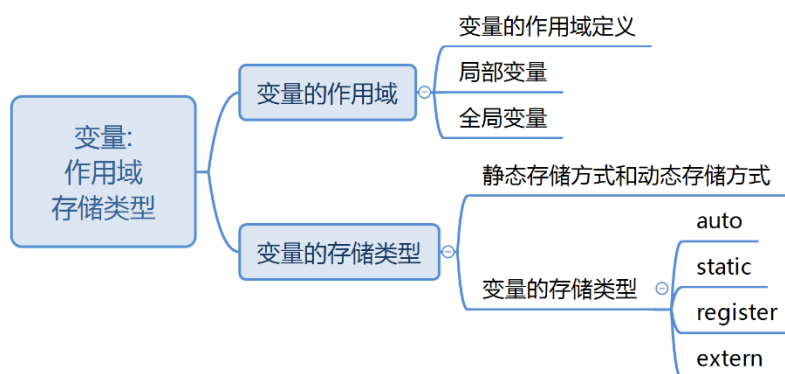 变量:
作用域
存储类型
变量的作用域
变量的作用域定义
局部变量
全局变量
变量的存储类型
静态存储方式和动态存储方式
变量的存储类型
auto
static
register
extern